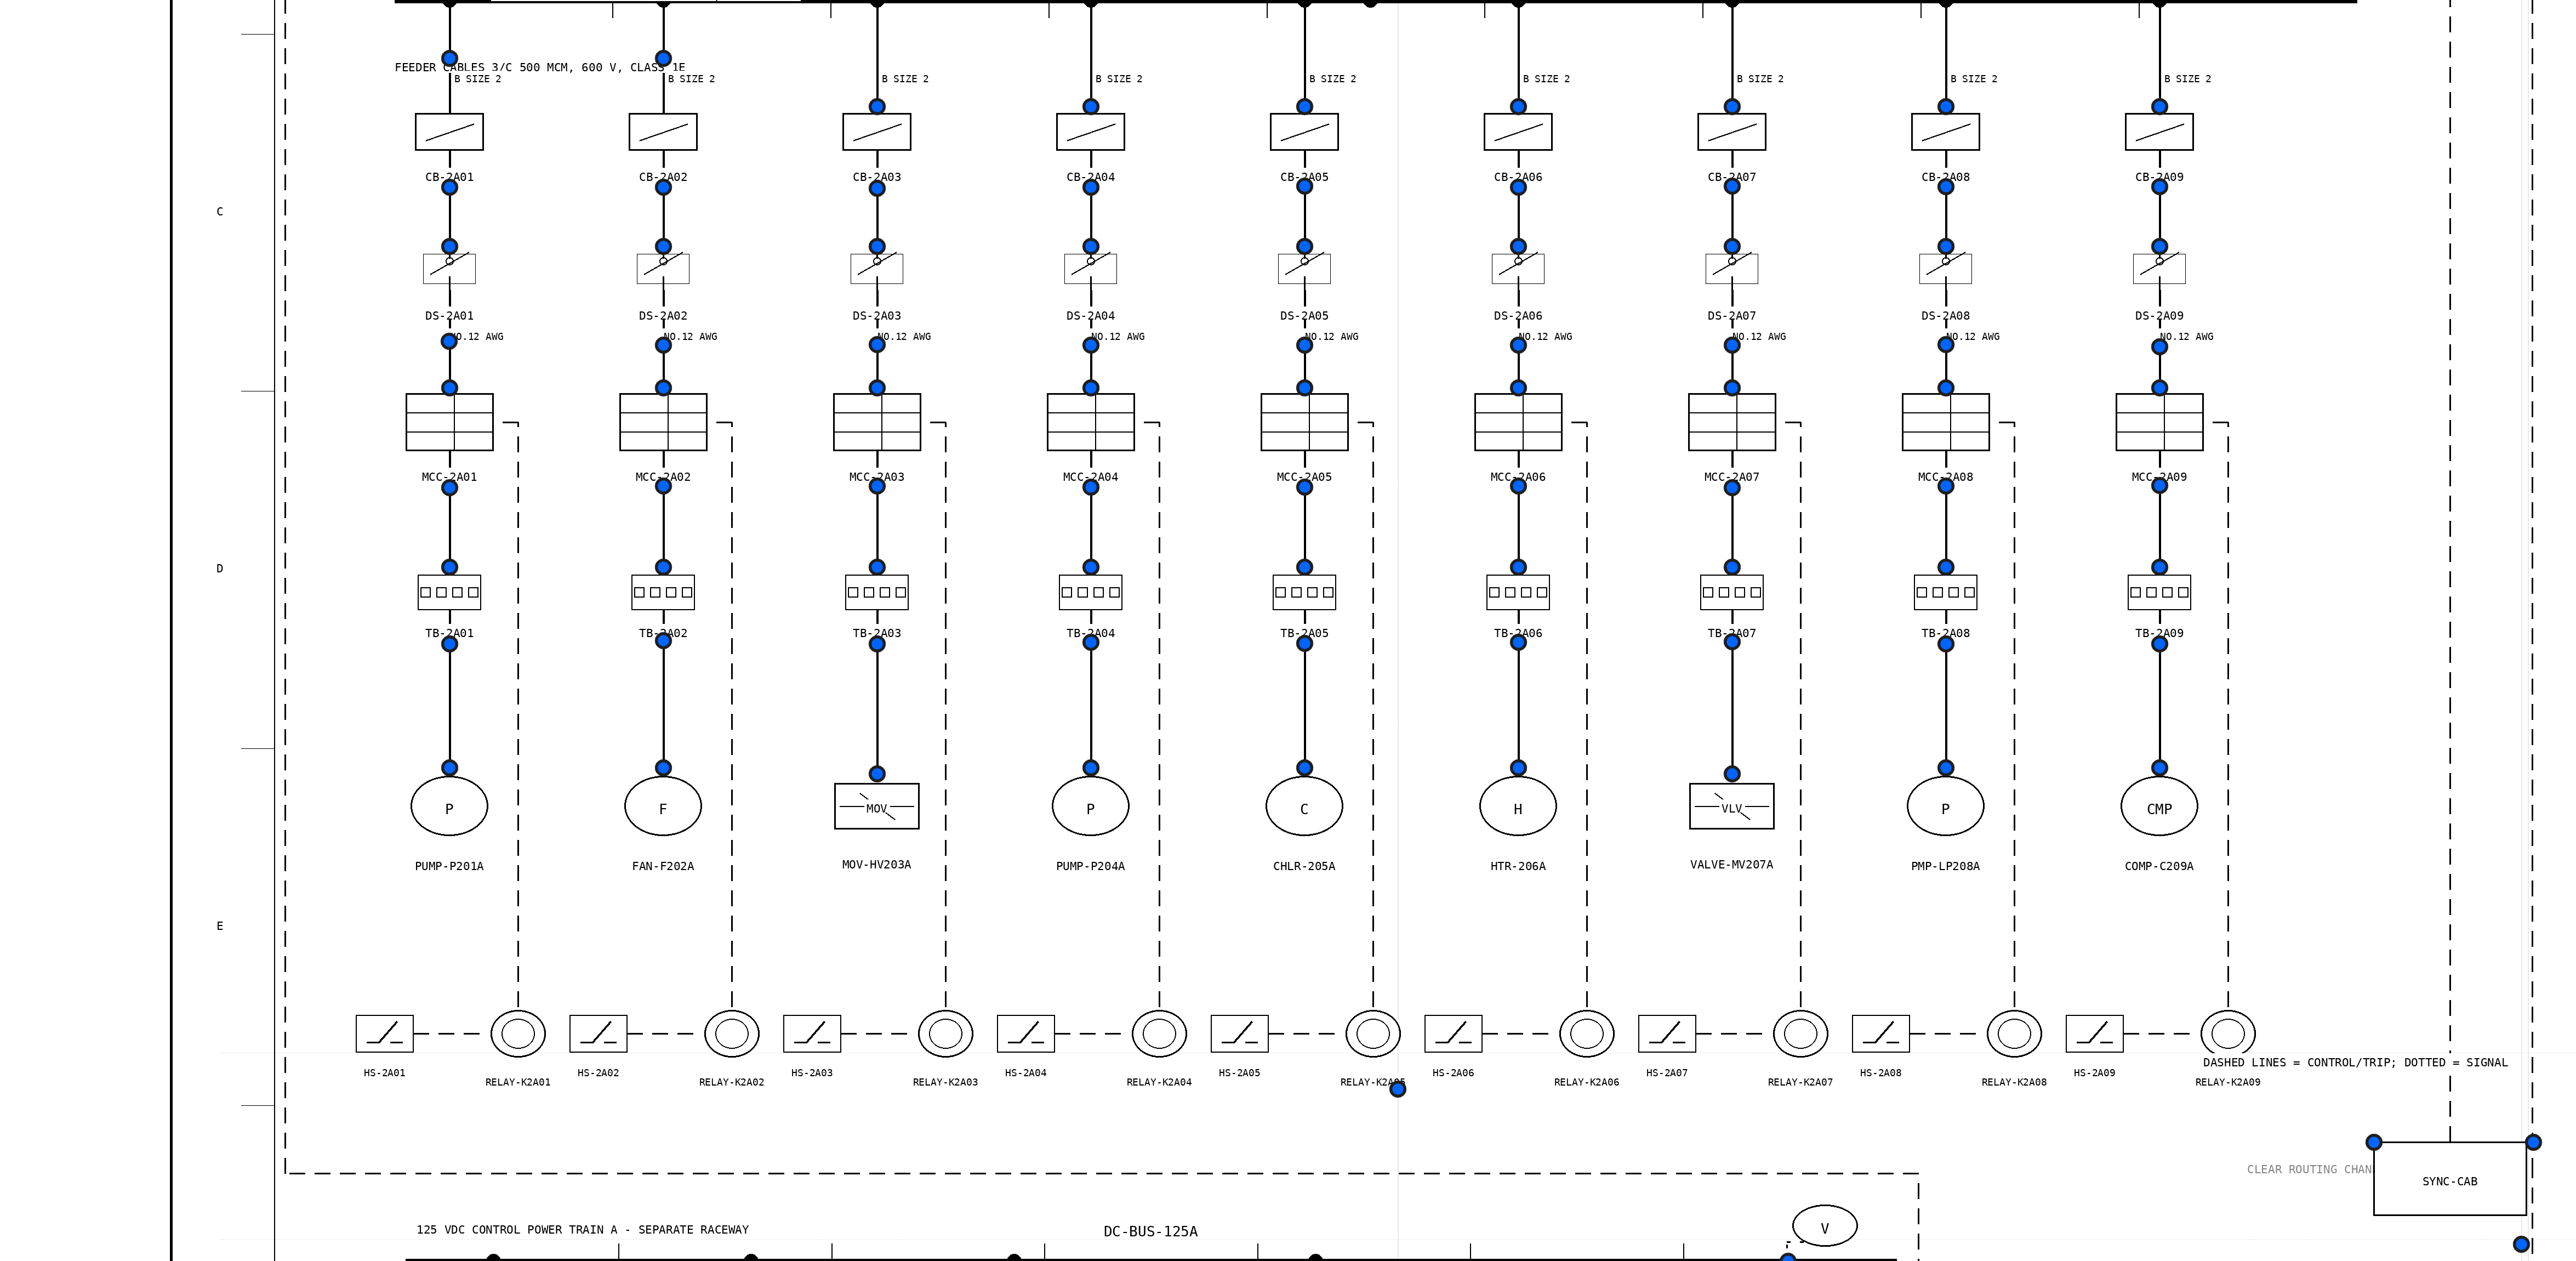 FEEDER CABLES 3/C 500 MCM, 600 V, CLASS 1E
B SIZE 2 B SIZE 2 B SIZE 2 B SIZE 2 B SIZE 2 B SIZE 2 B SIZE 2 B SIZE 2 B SIZE 2
CB-2A01 CB-2A02 CB-2A03 CB-2A04 CB-2A05 CB-2A06 CB-2A07 CB-2A08 CB-2A09
C
DS-2A01 DS-2A02 DS-2A03 DS-2A04 DS-2A05 DS-2A06 DS-2A07 DS-2A08 DS-2A09
NO.12 AWG NO.12 AWG NO.12 AWG NO.12 AWG NO.12 AWG NO.12 AWG NO.12 AWG NO.12 AWG NO.12 AWG
MCC-2A01 MCC-2A02 MCC-2A03 MCC-2A04 MCC-2A05 MCC-2A06 MCC-2A07 MCC-2A08 MCC-2A09
D
TB-2A01 TB-2A02 TB-2A03 TB-2A04 TB-2A05 TB-2A06 TB-2A07 TB-2A08 TB-2A09
P F MOV P C H VLV P CMP
PUMP-P201A FAN-F202A MOV-HV203A PUMP-P204A CHLR-205A HTR-206A VALVE-MV207A PMP-LP208A COMP-C209A
E
DASHED LINES = CONTROL/TRIP; DOTTED = SIGNAL
HS-2A01 HS-2A02 HS-2A03 HS-2A04 HS-2A05 HS-2A06 HS-2A07 HS-2A08 HS-2A09
RELAY-K2A01 RELAY-K2A02 RELAY-K2A03 RELAY-K2A04 RELAY-K2A05 RELAY-K2A06 RELAY-K2A07 RELAY-K2A08 RELAY-K2A09
CLEAR ROUTING CHAN
SYNC-CAB
125 VDC CONTROL POWER TRAIN A - SEPARATE RACEWAY
DC-BUS-125A
V